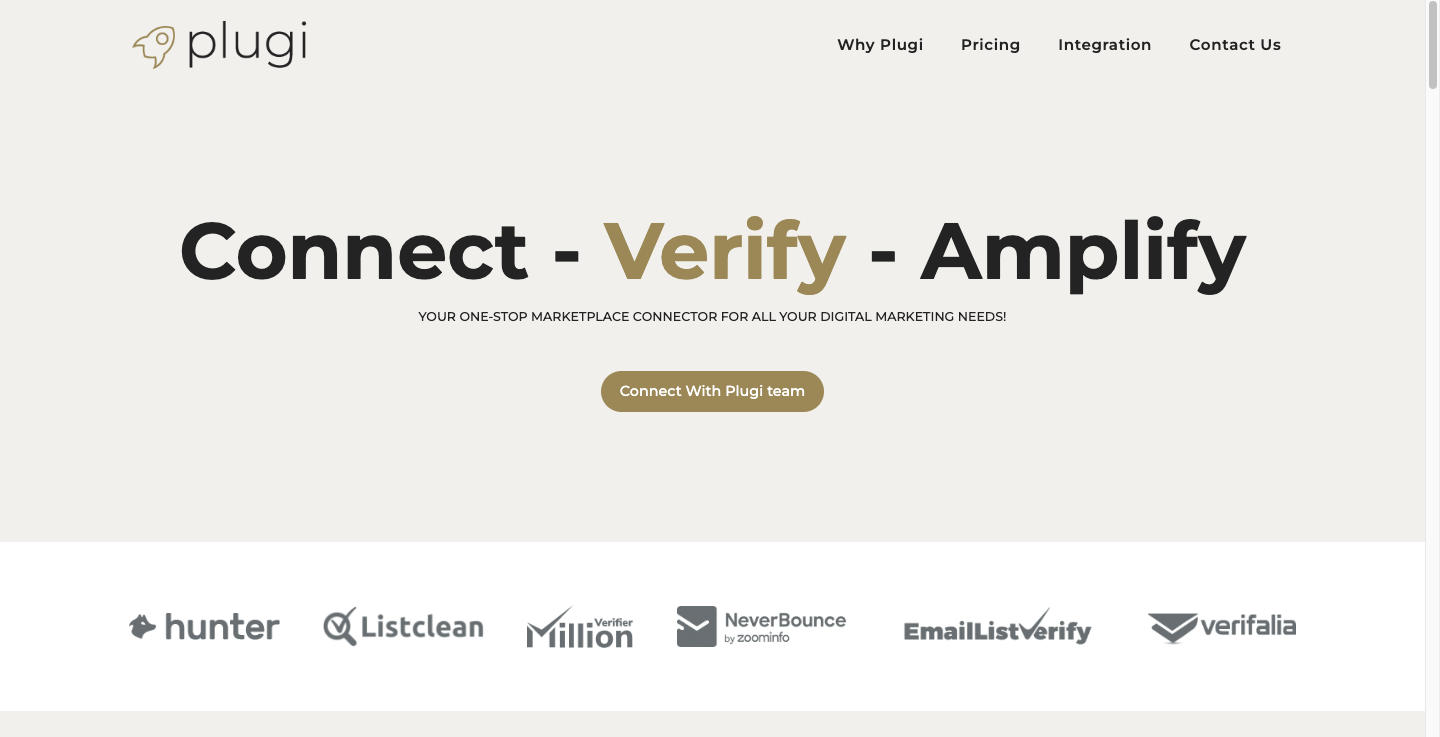 plugi
Why Plugi Pricing Integration Contact Us
Connect - Verify - Amplify
YOUR ONE-STOP MARKETPLACE CONNECTOR FOR ALL YOUR DIGITAL MARKETING NEEDS!
Connect With Plugi team
hunter
Listclean
Million Verifier
NeverBounce
by zoominfo
EmailListVerify
verifalia